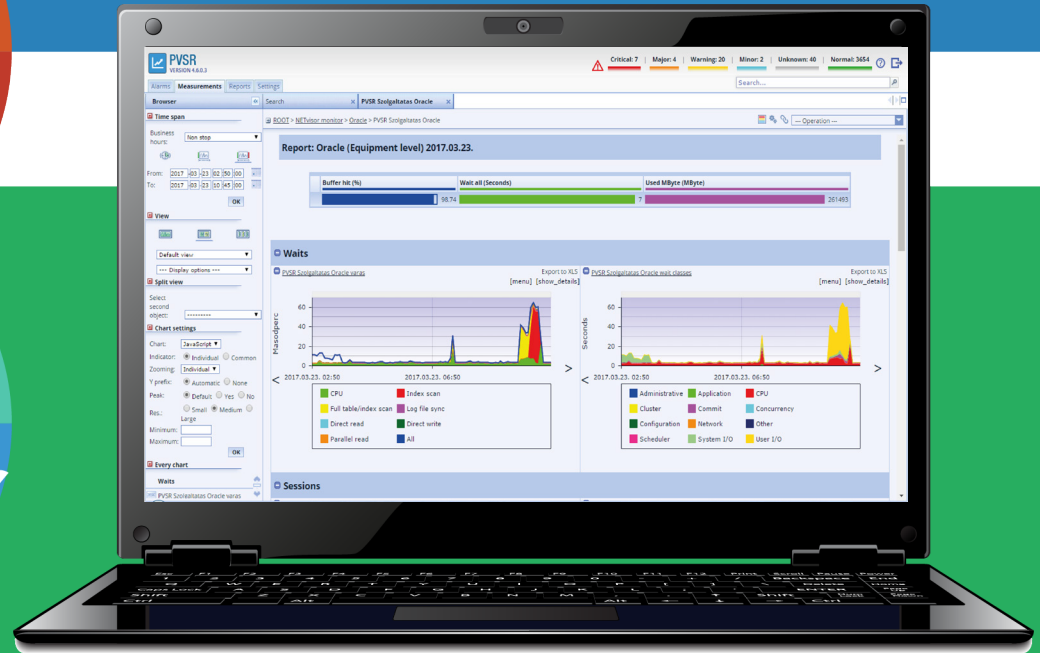 PVSR
VERSION 4.6.0.3
Critical: 7 | Major: 4 | Warning: 20 | Minor: 2 | Unknown: 40 | Normal: 3654
Search...
Alarms Measurements Reports Settings
Browser
Search x PVSR Szolgaltatas Oracle x
Time span
ROOT > NETvisor monitor > Oracle > PVSR Szolgaltatas Oracle
--- Operation ---
Business hours: Non stop
From: 2017 -03 -23 02 50 00
To: 2017 -03 -23 10 45 00
OK
Report: Oracle (Equipment level) 2017.03.23.
Buffer hit (%) Wait all (Seconds) Used MByte (MByte)
98.74 7 261493
View
Default view
--- Display options ---
Split view
Select second object: ---------
Chart settings
Chart: JavaScript
Indicator: Individual Common
Zooming: Individual
Y prefix: Automatic None
Peak: Default Yes No
Res.: Small Medium Large
Minimum:
Maximum:
OK
Every chart
Waits
PVSR Szolgaltatas Oracle varas
Waits
PVSR Szolgaltatas Oracle varas
Export to XLS
[menu] [show_details]
Masodperc
60
40
20
0
< 2017.03.23. 02:50 2017.03.23. 06:50 >
CPU Index scan
Full table/index scan Log file sync
Direct read Direct write
Parallel read All
PVSR Szolgaltatas Oracle wait classes
Export to XLS
[menu] [show_details]
Seconds
60
40
20
0
< 2017.03.23. 02:50 2017.03.23. 06:50 >
Administrative Application CPU
Cluster Commit Concurrency
Configuration Network Other
Scheduler System I/O User I/O
Sessions